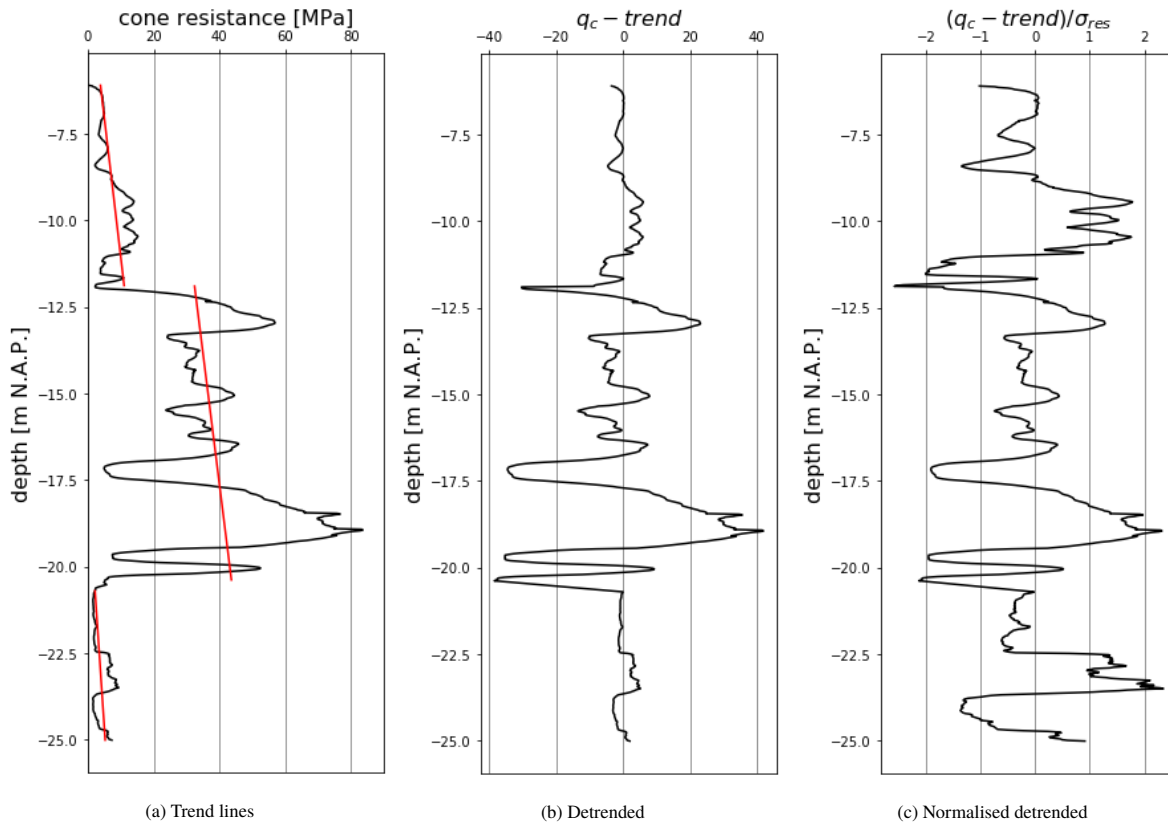 cone resistance [MPa]
0 20 40 60 80
−7.5
−10.0
−12.5
−15.0
−17.5
−20.0
−22.5
−25.0
depth [m N.A.P.]
(a) Trend lines
q_c − trend
−40 −20 0 20 40
−7.5
−10.0
−12.5
−15.0
−17.5
−20.0
−22.5
−25.0
depth [m N.A.P.]
(b) Detrended
(q_c − trend)/σ_res
−2 −1 0 1 2
−7.5
−10.0
−12.5
−15.0
−17.5
−20.0
−22.5
−25.0
depth [m N.A.P.]
(c) Normalised detrended